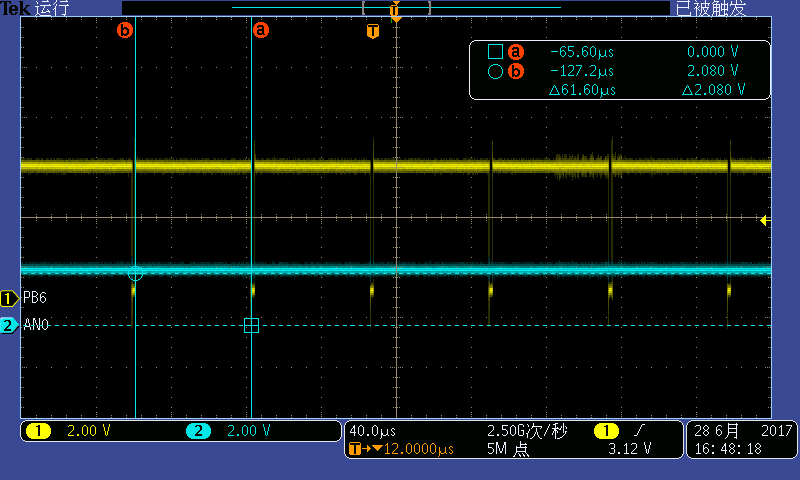 Tek 运行 T 已被触发
b a T
a -65.60µs 0.000 V
b -127.2µs 2.080 V
△61.60µs △2.080 V
1 PB6
2 AN0
1 2.00 V 2 2.00 V
40.0µs 2.50G次/秒 1 ∫
T→▼12.0000µs 5M 点 3.12 V
28 6月 2017
16:48:18